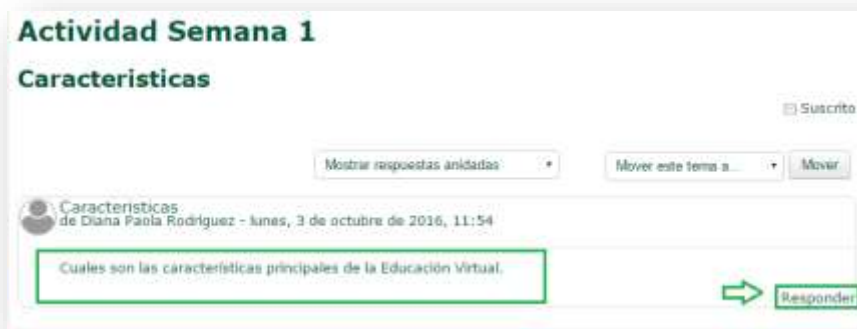 Actividad Semana 1
Caracteristicas
Suscrito
Mostrar respuestas anidadas
Mover este tema a...
Mover
Caracteristicas
de Diana Paola Rodriguez - lunes, 3 de octubre de 2016, 11:54
Cuales son las características principales de la Educación Virtual.
Responder